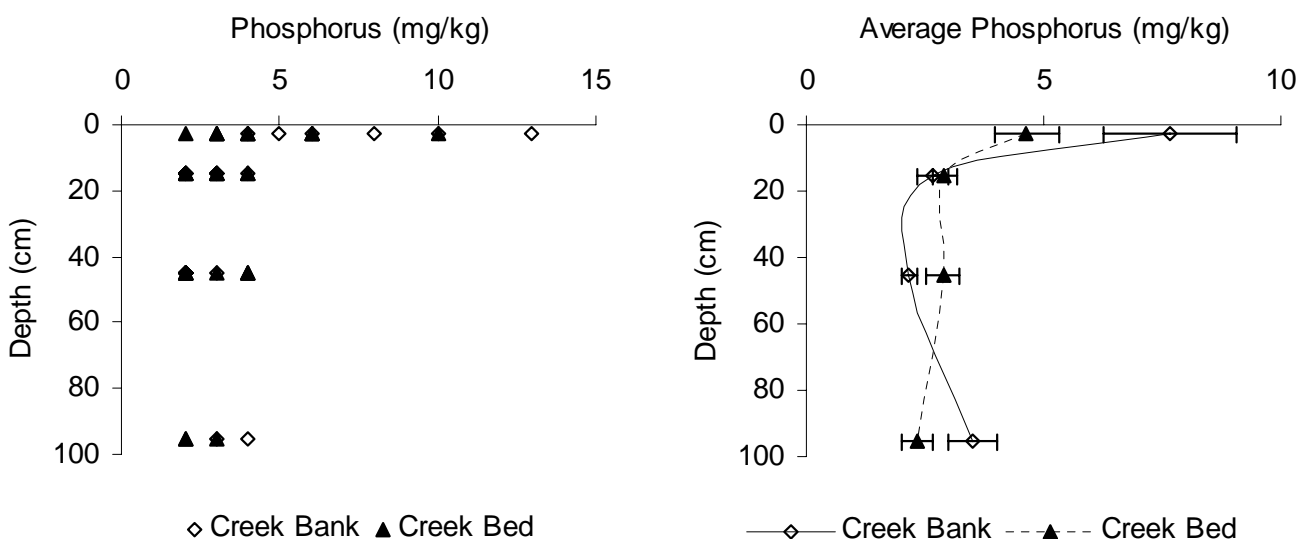 Phosphorus (mg/kg)
0 5 10 15
0
20
40
60
80
100
Depth (cm)
Creek Bank Creek Bed
Average Phosphorus (mg/kg)
0 5 10
0
20
40
60
80
100
Depth (cm)
Creek Bank Creek Bed